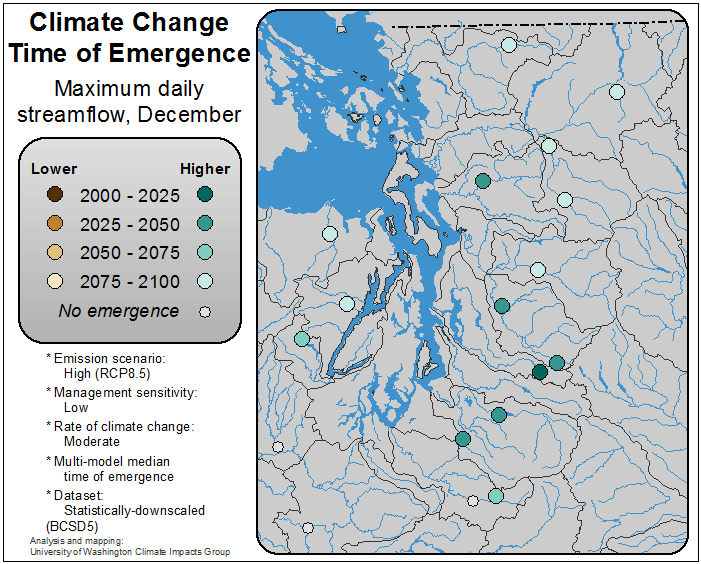 Climate Change
Time of Emergence
Maximum daily
streamflow, December
Lower Higher
2000 - 2025
2025 - 2050
2050 - 2075
2075 - 2100
No emergence
* Emission scenario:
High (RCP8.5)
* Management sensitivity:
Low
* Rate of climate change:
Moderate
* Multi-model median
time of emergence
* Dataset:
Statistically-downscaled
(BCSD5)
Analysis and mapping:
University of Washington Climate Impacts Group